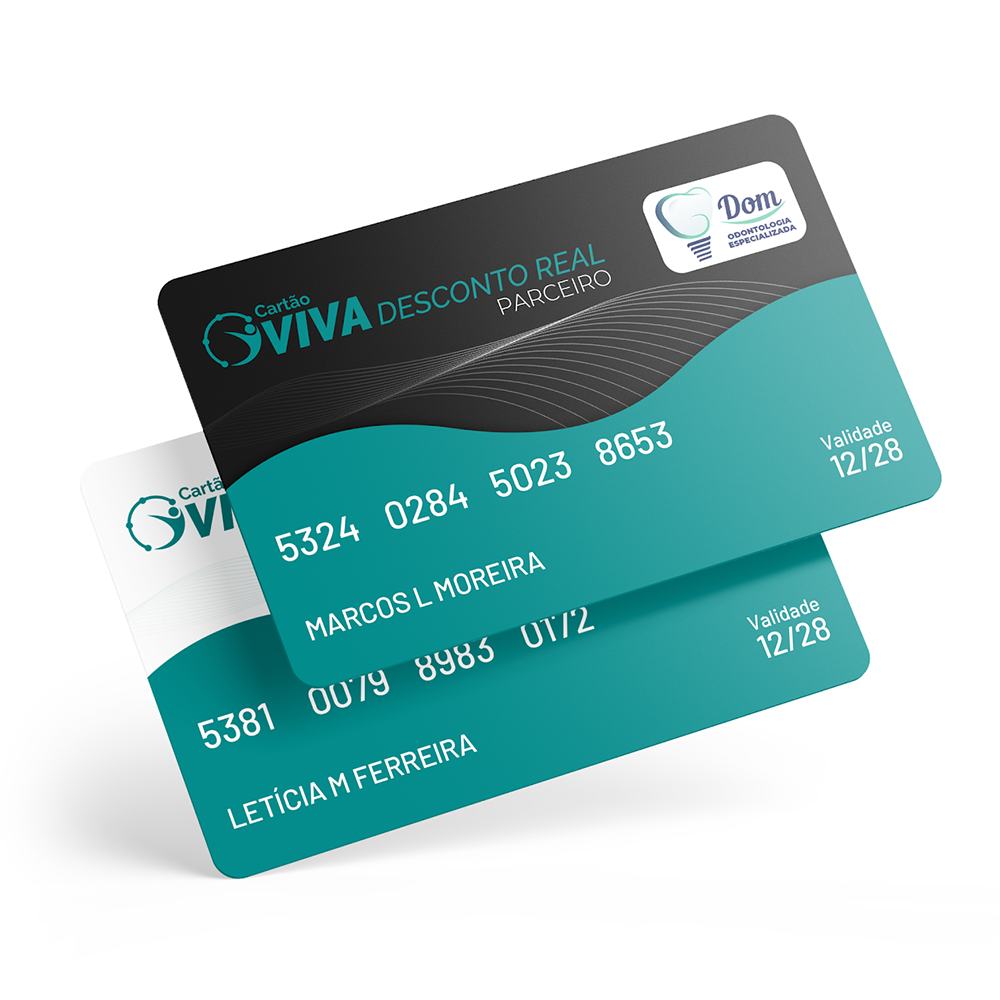 Dom
ODONTOLOGIA
ESPECIALIZADA
Cartão
VIVA DESCONTO REAL
PARCEIRO
Validade
12/28
5324 0284 5023 8653
MARCOS L MOREIRA
Cartão
Validade
12/28
5381 0079 8983 0172
LETÍCIA M FERREIRA